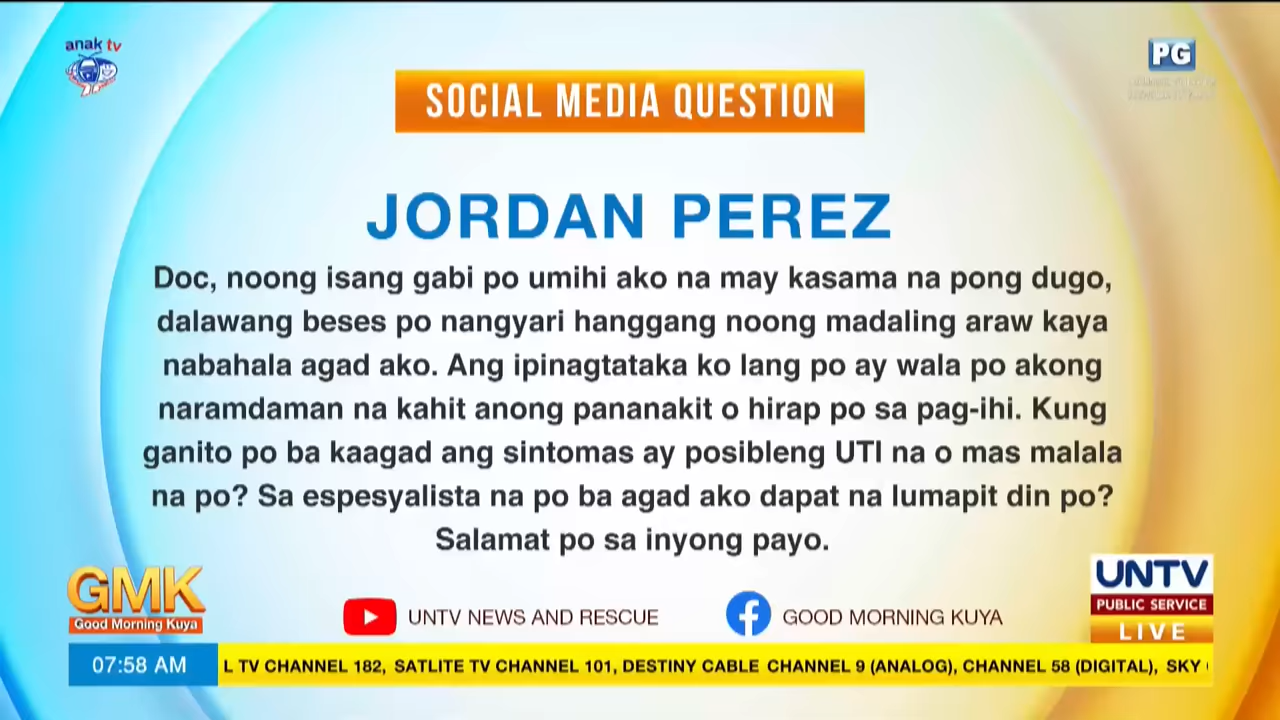 anak tv
PG
SOCIAL MEDIA QUESTION
JORDAN PEREZ
Doc, noong isang gabi po umihi ako na may kasama na pong dugo,
dalawang beses po nangyari hanggang noong madaling araw kaya
nabahala agad ako. Ang ipinagtataka ko lang po ay wala po akong
naramdaman na kahit anong pananakit o hirap po sa pag-ihi. Kung
ganito po ba kaagad ang sintomas ay posibleng UTI na o mas malala
na po? Sa espesyalista na po ba agad ako dapat na lumapit din po?
Salamat po sa inyong payo.
GMK
Good Morning Kuya
UNTV NEWS AND RESCUE
GOOD MORNING KUYA
UNTV
PUBLIC SERVICE
LIVE
07:58 AM
L TV CHANNEL 182, SATLITE TV CHANNEL 101, DESTINY CABLE CHANNEL 9 (ANALOG), CHANNEL 58 (DIGITAL), SKY